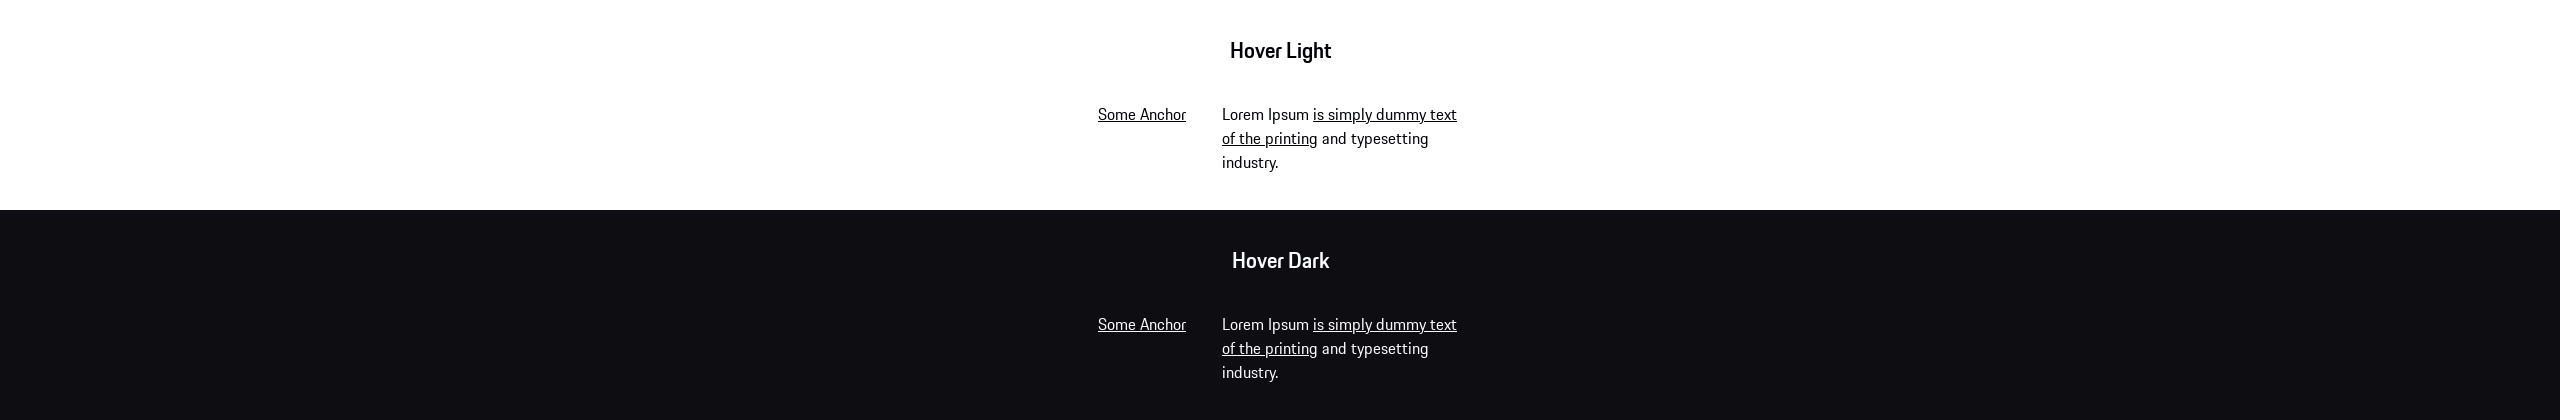 Hover Light
Some Anchor
Lorem Ipsum is simply dummy text
of the printing and typesetting
industry.
Hover Dark
Some Anchor
Lorem Ipsum is simply dummy text
of the printing and typesetting
industry.